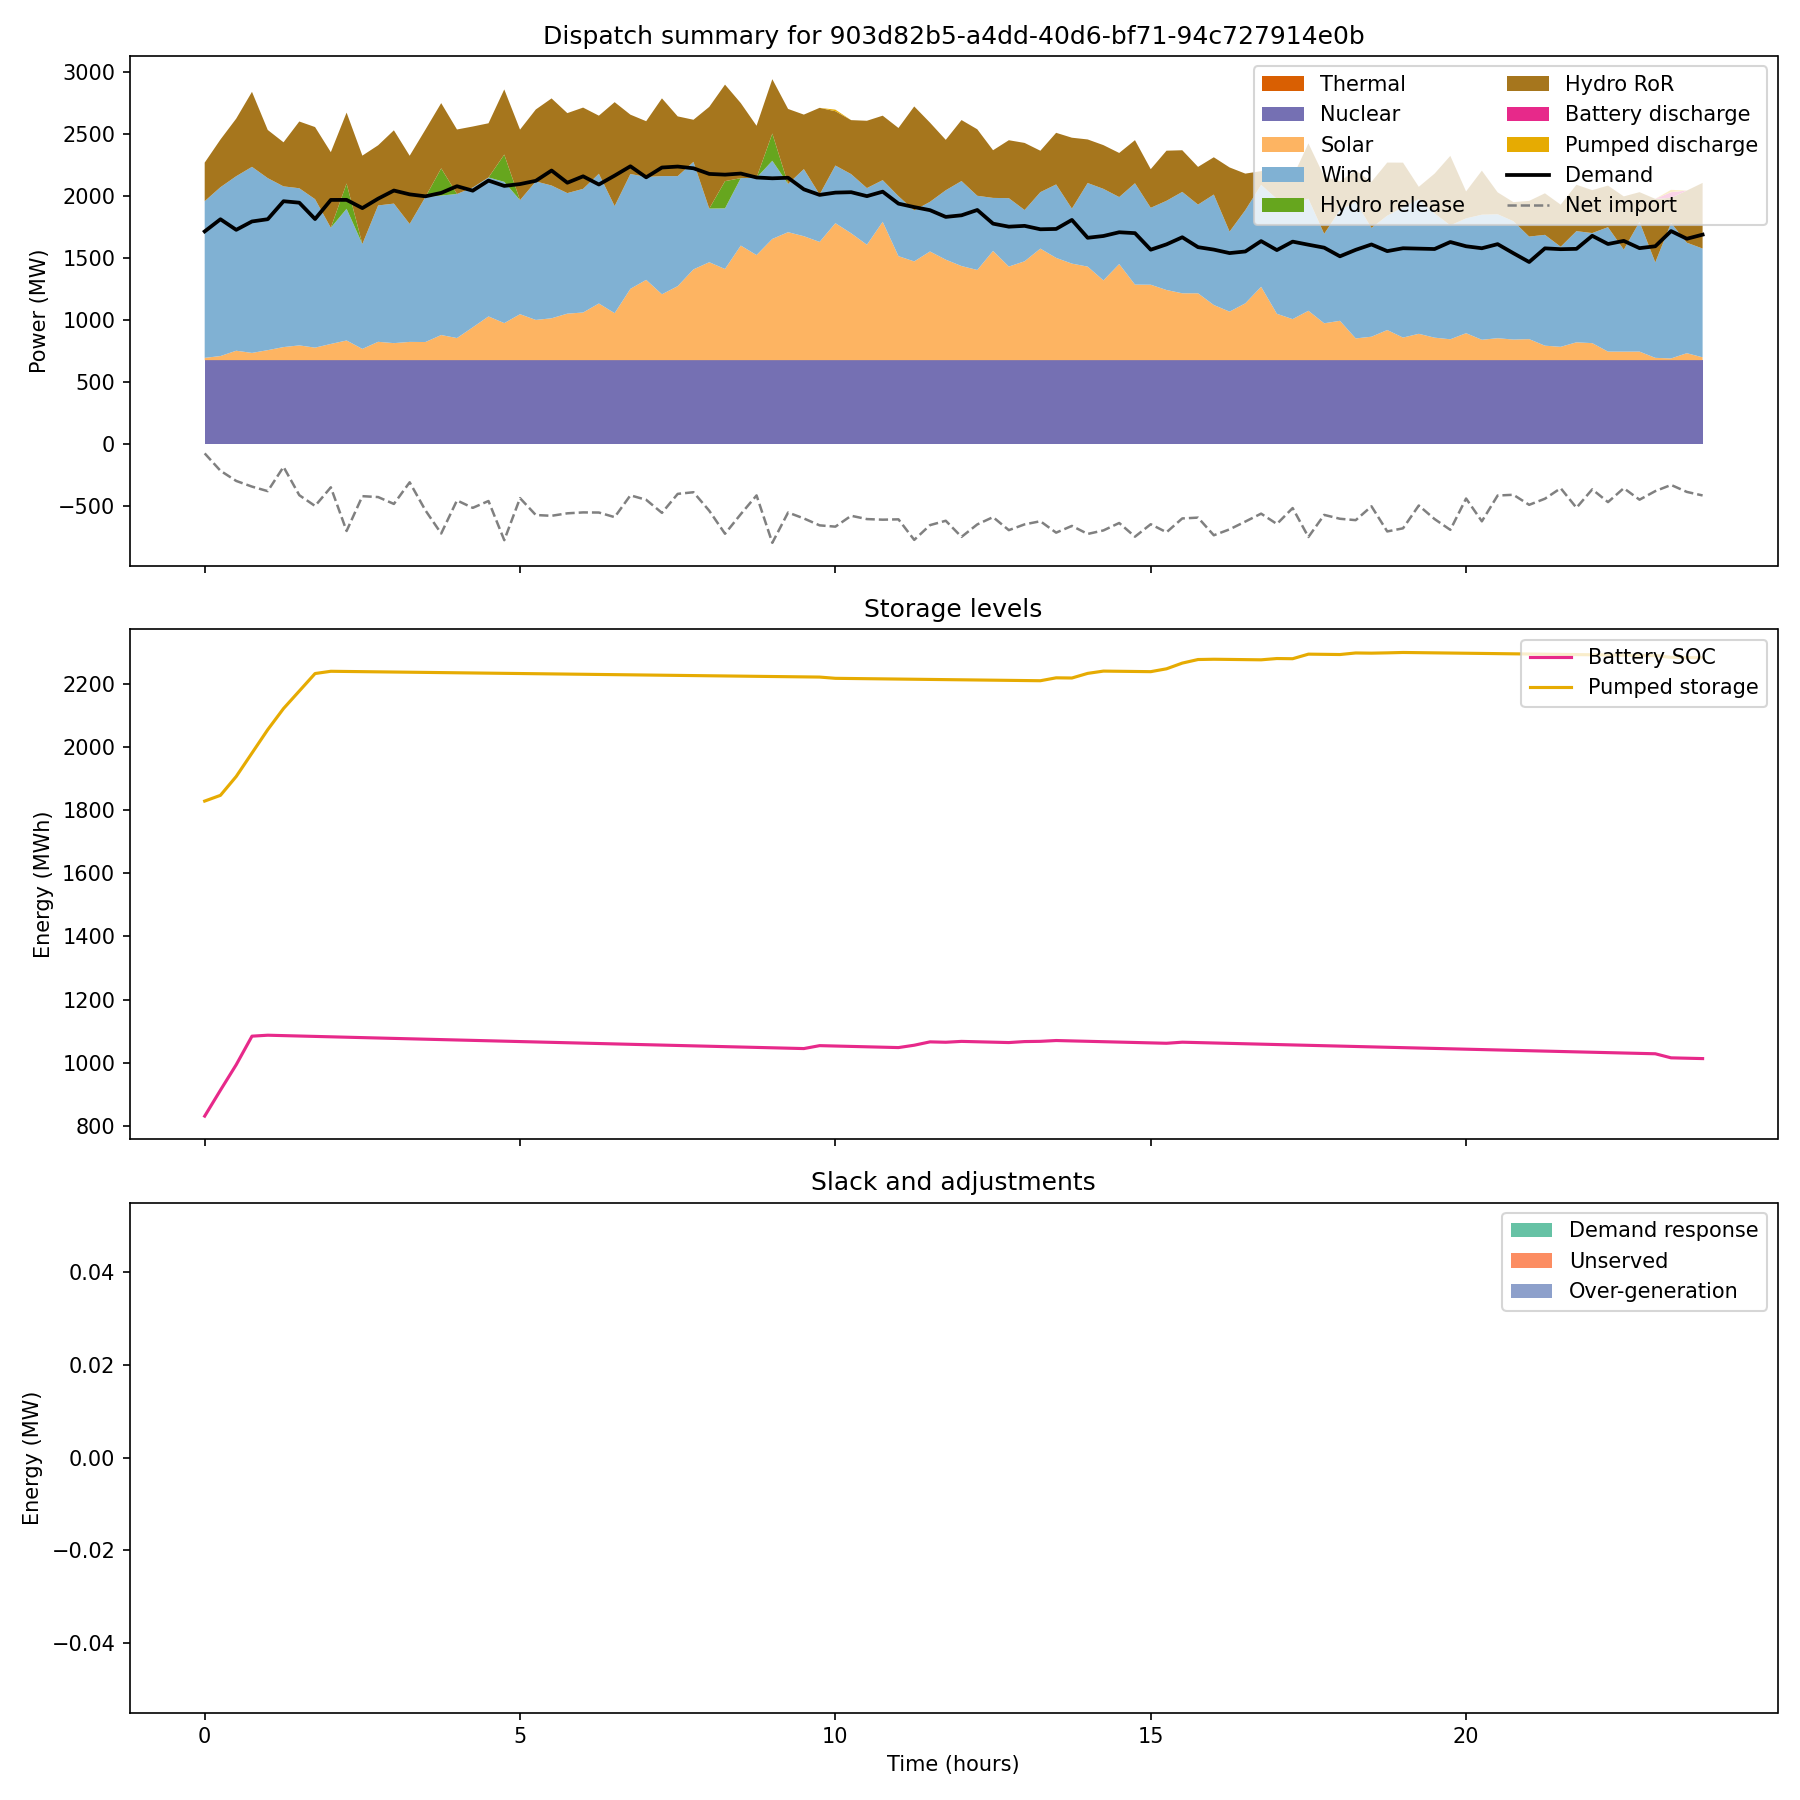 Dispatch summary for 903d82b5-a4dd-40d6-bf71-94c727914e0b
3000
2500
2000
1500
1000
500
0
−500
Power (MW)
Thermal
Nuclear
Solar
Wind
Hydro release
Hydro RoR
Battery discharge
Pumped discharge
Demand
Net import
Storage levels
2200
2000
1800
1600
1400
1200
1000
800
Energy (MWh)
Battery SOC
Pumped storage
Slack and adjustments
0.04
0.02
0.00
−0.02
−0.04
Energy (MW)
Demand response
Unserved
Over-generation
0 5 10 15 20
Time (hours)